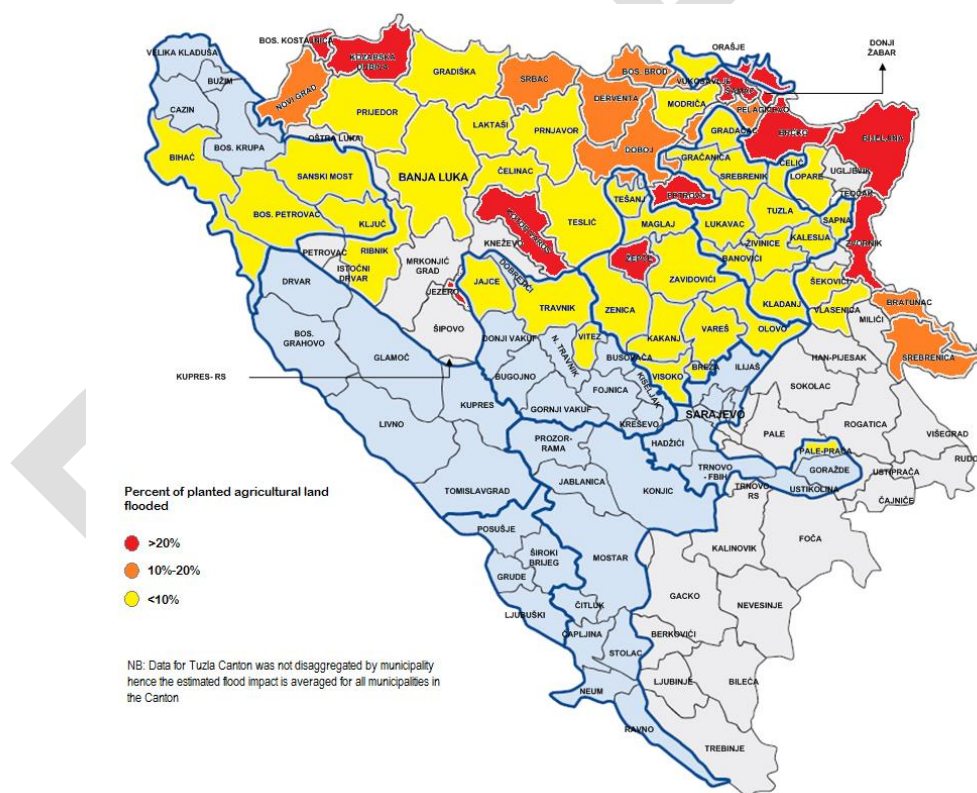 BOS. KOSTAJNICA
ORAŠJE
DONJI
ŽABAR
VELIKA KLADUŠA
KOZARSKA
DUBICA
BUŽIM
GRADIŠKA
SRBAC
BOS. BROD
VUKOSAVLJE
ŠAMAC
CAZIN
NOVI GRAD
DERVENTA
MODRIČA
PELAGIĆEVO
PRIJEDOR
LAKTAŠI
PRNJAVOR
GRADAČAC
BRČKO
BIJELJINA
BOS. KRUPA
OŠTRA LUKA
DOBOJ
BIHAĆ
GRAČANICA
ČELIĆ
SANSKI MOST
BANJA LUKA
ČELINAC
SREBRENIK
LOPARE
UGLJEVIK
TEŠANJ
PETROVO
TEOČAK
BOS. PETROVAC
KLJUČ
TESLIĆ
MAGLAJ
LUKAVAC
TUZLA
SAPNA
KOTOR VAROŠ
PETROVAC
RIBNIK
KNEŽEVO
ŽIVINICE
KALESIJA
ZVORNIK
ISTOČNI
DRVAR
MRKONJIĆ
GRAD
ŽEPČE
BANOVIĆI
DRVAR
JEZERO
JAJCE
DOBRETIĆI
ZAVIDOVIĆI
ŠEKOVIĆI
TRAVNIK
ZENICA
KLADANJ
BRATUNAC
VLASENICA
MILIĆI
BOS.
GRAHOVO
ŠIPOVO
VAREŠ
OLOVO
DONJI VAKUF
N. TRAVNIK
VITEZ
KAKANJ
GLAMOČ
BUSOVAČA
HAN-PIJESAK
SREBRENICA
KUPRES- RS
BUGOJNO
FOJNICA
KISELJAK
VISOKO
BREZA
ILIJAŠ
SOKOLAC
LIVNO
KUPRES
GORNJI VAKUF
KREŠEVO
SARAJEVO
ROGATICA
VIŠEGRAD
PROZOR-
RAMA
HADŽIĆI
PALE
PALE-PRAČA
RUDO
JABLANICA
KONJIC
TRNOVO
- FBIH
GORAŽDE
USTIPRAČA
Percent of planted agricultural land
flooded
TOMISLAVGRAD
TRNOVO-
RS
USTIKOLINA
ČAJNIČE
>20%
POSUŠJE
MOSTAR
KALINOVIK
FOČA
ŠIROKI
BRIJEG
10%-20%
GRUDE
GACKO
NEVESINJE
<10%
LJUBUŠKI
ČITLUK
ČAPLJINA
BERKOVIĆI
STOLAC
NB: Data for Tuzla Canton was not disaggregated by municipality
hence the estimated flood impact is averaged for all municipalities in
the Canton
LJUBINJE
BILEĆA
NEUM
RAVNO
TREBINJE